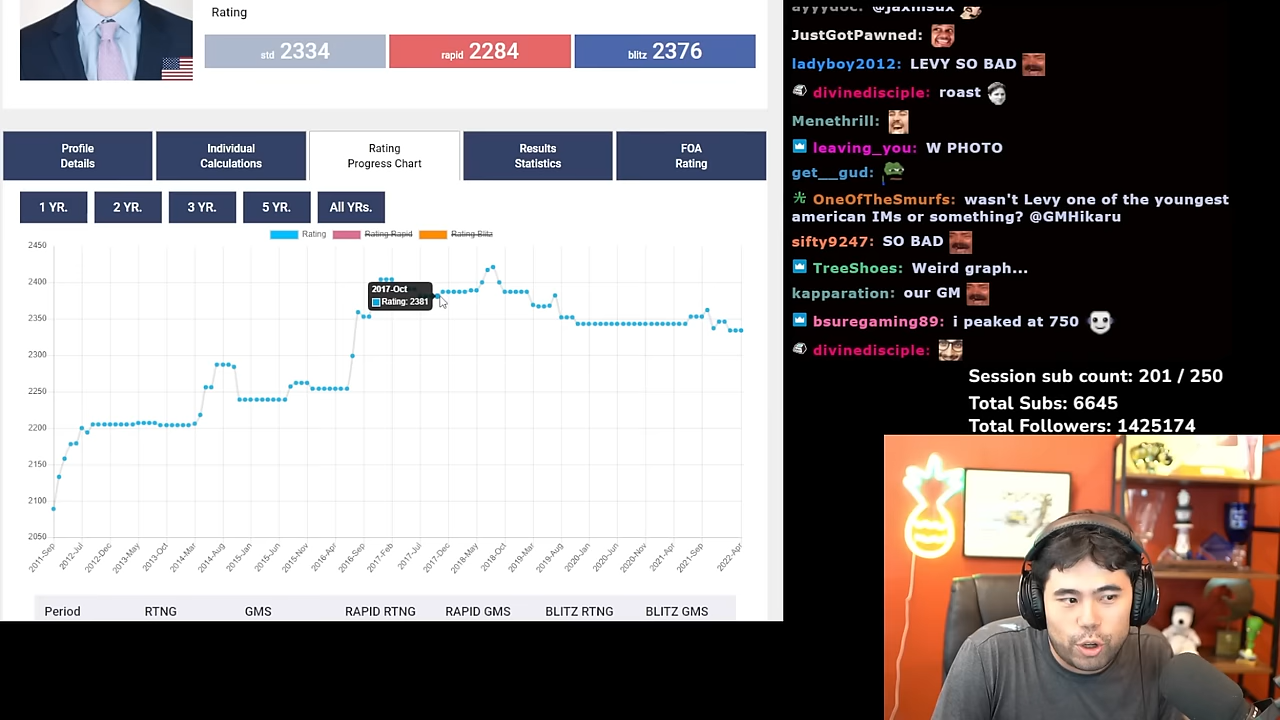 Rating
std 2334
rapid 2284
blitz 2376
Profile
Details
Individual
Calculations
Rating
Progress Chart
Results
Statistics
FOA
Rating
1 YR.
2 YR.
3 YR.
5 YR.
All YRs.
Rating
Rating Rapid
Rating Blitz
2450
2400
2350
2300
2250
2200
2150
2100
2050
2017-Oct
Rating: 2381
2011-Sep
2012-Jul
2012-Dec
2013-May
2013-Oct
2014-Mar
2014-Aug
2015-Jan
2015-Jun
2015-Nov
2016-Apr
2016-Sep
2017-Feb
2017-Jul
2017-Dec
2018-May
2018-Oct
2019-Mar
2019-Aug
2020-Jan
2020-Jun
2020-Nov
2021-Apr
2021-Sep
2022-Apr
Period RTNG GMS RAPID RTNG RAPID GMS BLITZ RTNG BLITZ GMS
ayyydoc: @jaxinsux
JustGotPawned:
ladyboy2012: LEVY SO BAD
divinedisciple: roast
Menethrill:
leaving_you: W PHOTO
get__gud:
OneOfTheSmurfs: wasn't Levy one of the youngest
american IMs or something? @GMHikaru
sifty9247: SO BAD
TreeShoes: Weird graph...
kapparation: our GM
bsuregaming89: i peaked at 750
divinedisciple:
Session sub count: 201 / 250
Total Subs: 6645
Total Followers: 1425174